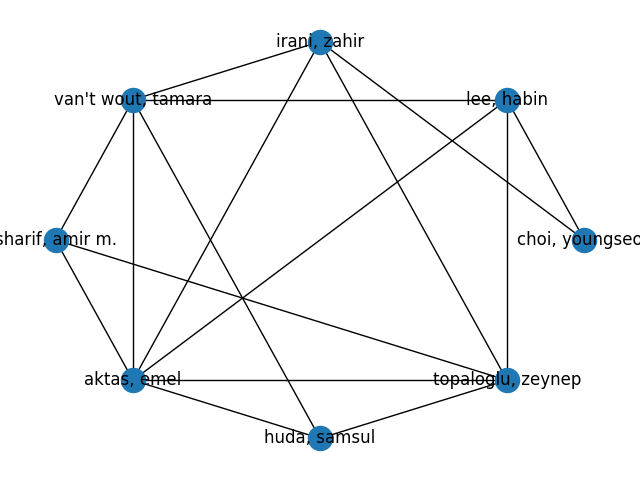 irani, zahir
van't wout, tamara
lee, habin
sharif, amir m.
choi, youngseo
aktas, emel
topaloglu, zeynep
huda, samsul